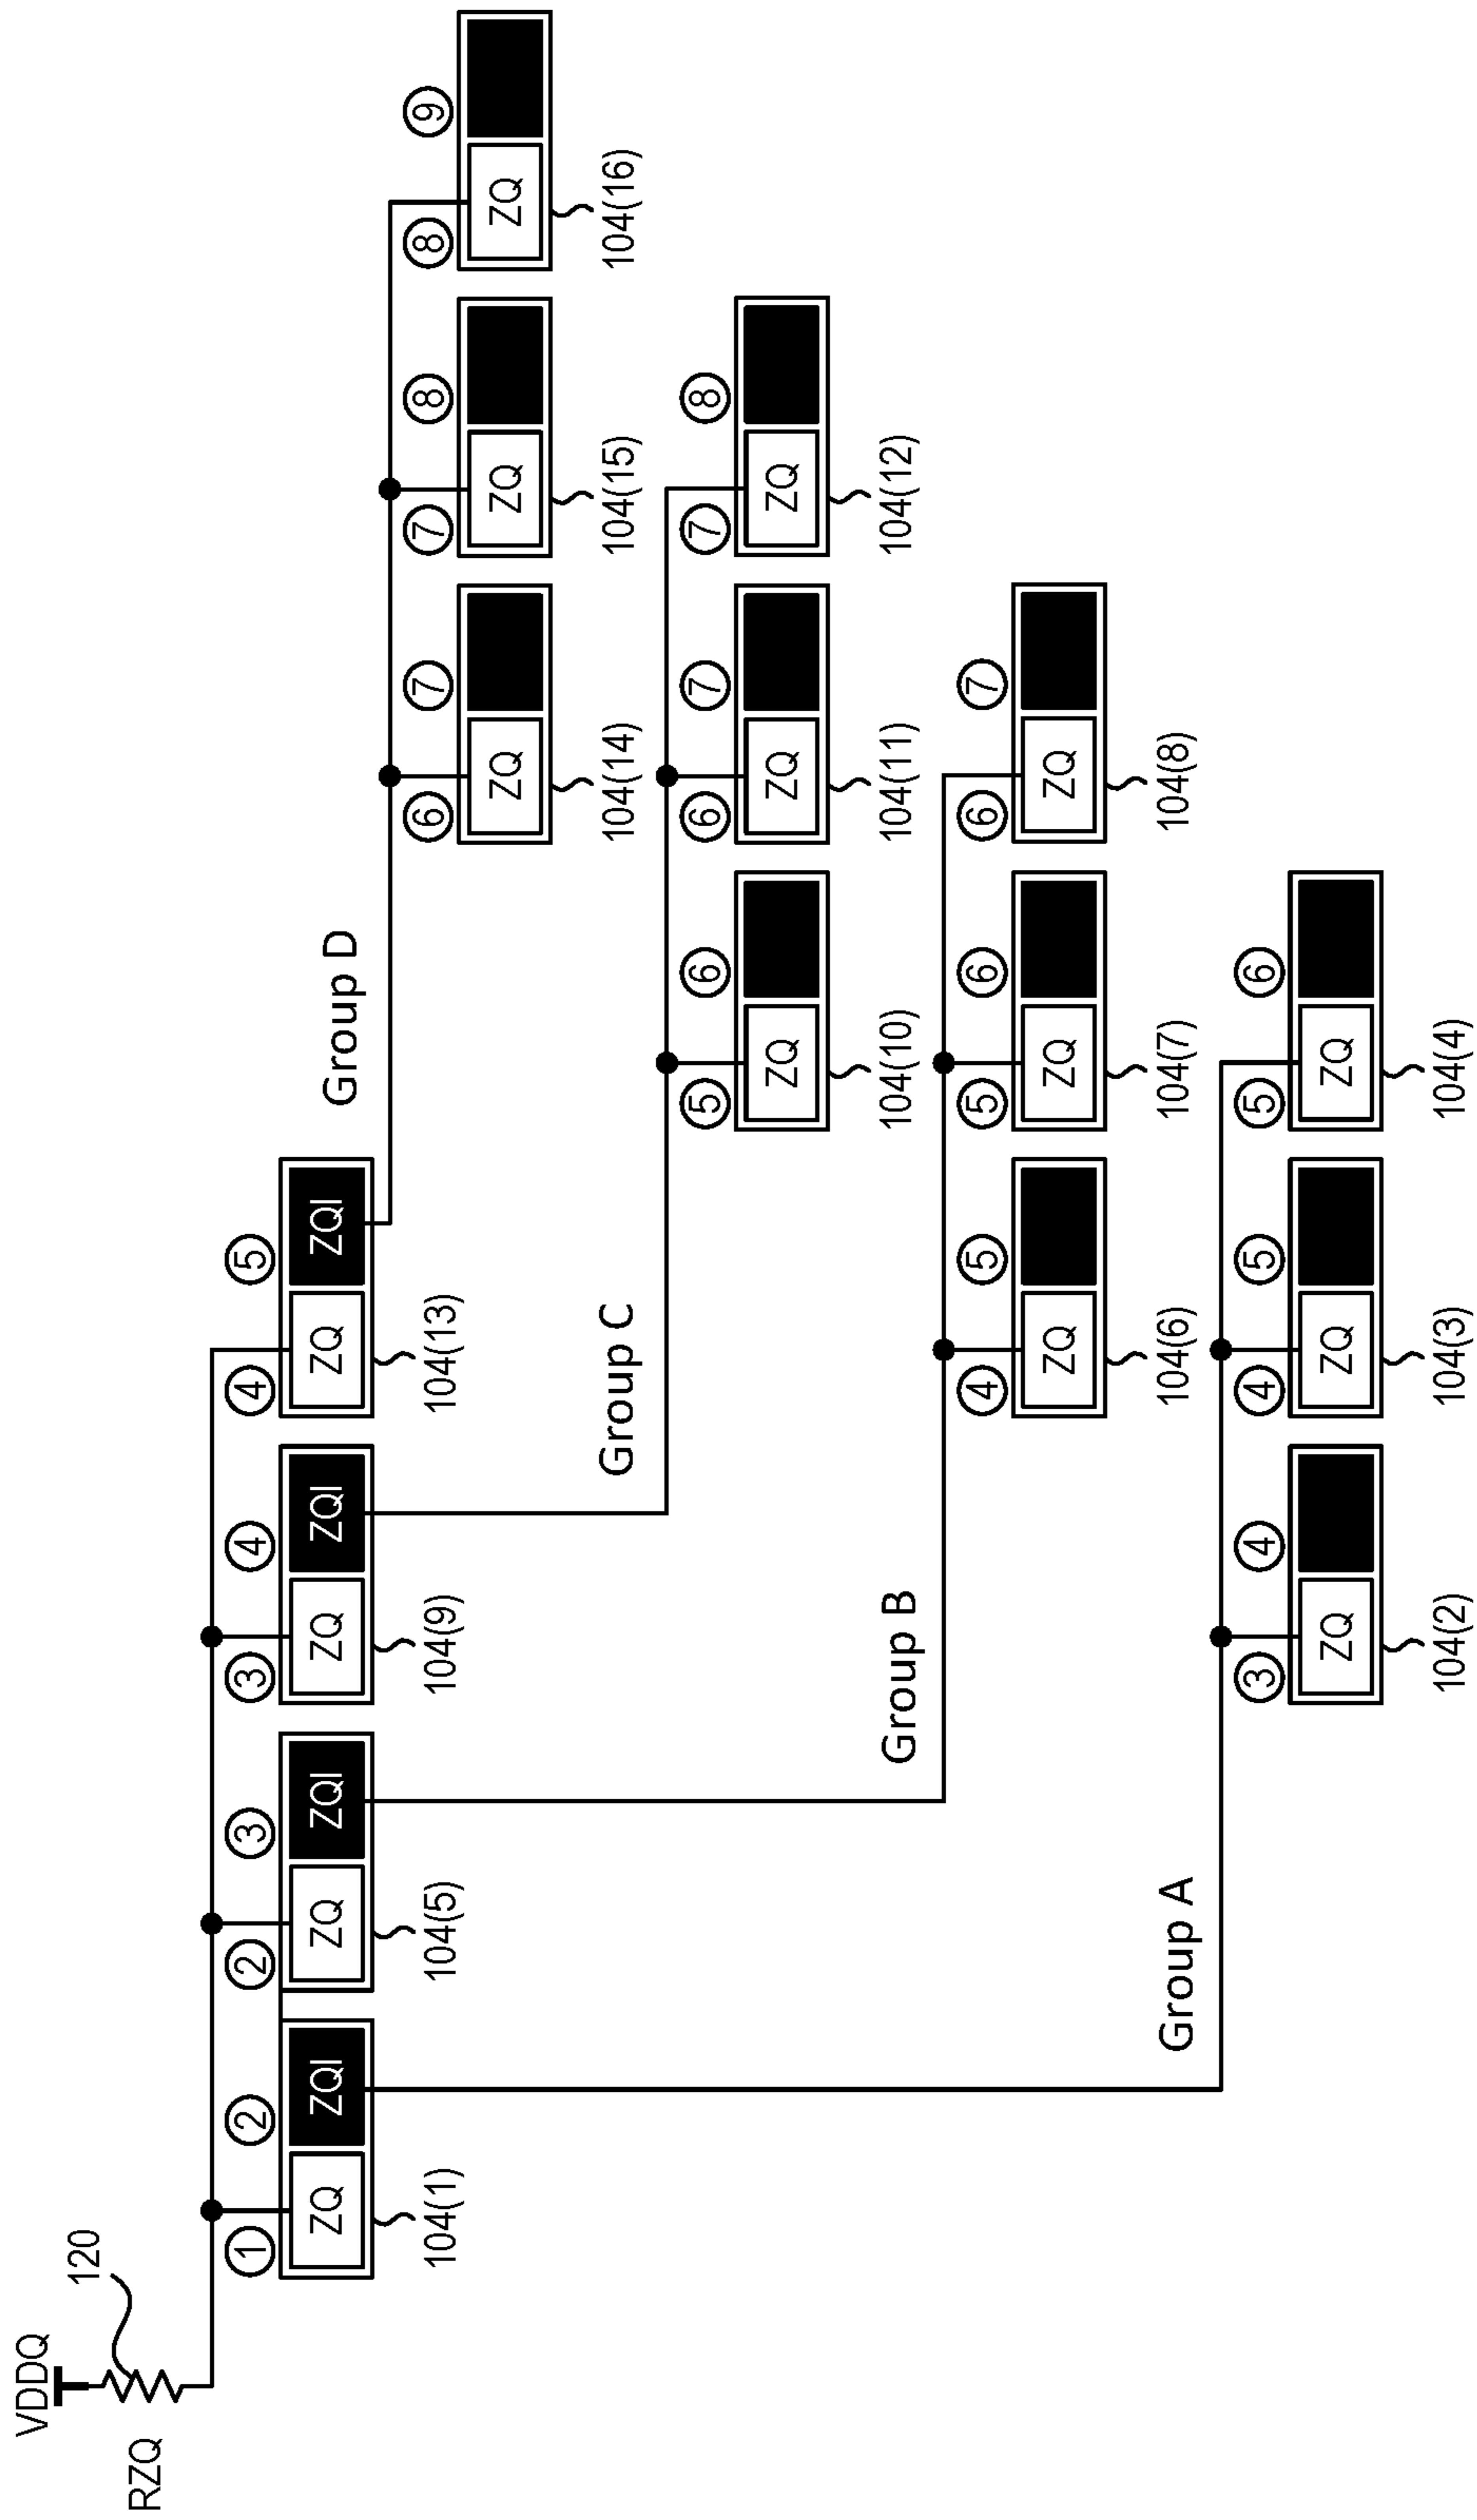 VDDQ
120
RZQ
① ② ② ③ ③ ④ ④ ⑤
ZQ ZQI ZQ ZQI ZQ ZQI ZQ ZQI
104(1) 104(5) 104(9) 104(13)
Group D
⑥ ⑦ ⑦ ⑧ ⑧ ⑨
ZQ ZQ ZQ
104(14) 104(15) 104(16)
Group C
⑤ ⑥ ⑥ ⑦ ⑦ ⑧
ZQ ZQ ZQ
104(10) 104(11) 104(12)
Group B
④ ⑤ ⑤ ⑥ ⑥ ⑦
ZQ ZQ ZQ
104(6) 104(7) 104(8)
Group A
③ ④ ④ ⑤ ⑤ ⑥
ZQ ZQ ZQ
104(2) 104(3) 104(4)